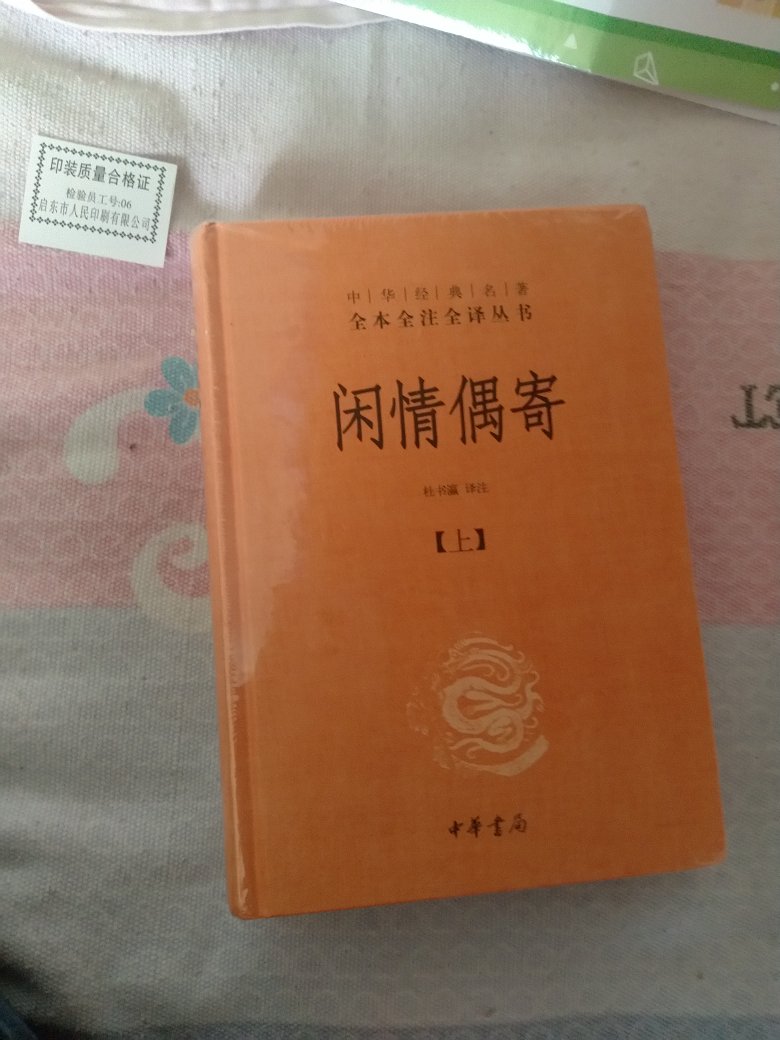 印装质量合格证
检验员工号:06
启东市人民印刷有限公司
中|华|经|典|名|著
全本全注全译丛书
闲情偶寄
杜书瀛 译注
【上】
中華書局